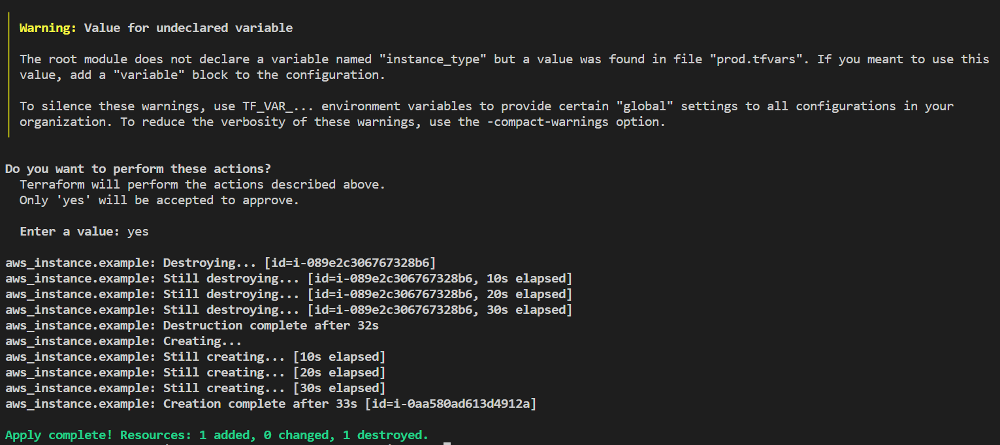 Warning: Value for undeclared variable
The root module does not declare a variable named "instance_type" but a value was found in file "prod.tfvars". If you meant to use this
value, add a "variable" block to the configuration.
To silence these warnings, use TF_VAR_... environment variables to provide certain "global" settings to all configurations in your
organization. To reduce the verbosity of these warnings, use the -compact-warnings option.
Do you want to perform these actions?
Terraform will perform the actions described above.
Only 'yes' will be accepted to approve.
Enter a value: yes
aws_instance.example: Destroying... [id=i-089e2c306767328b6]
aws_instance.example: Still destroying... [id=i-089e2c306767328b6, 10s elapsed]
aws_instance.example: Still destroying... [id=i-089e2c306767328b6, 20s elapsed]
aws_instance.example: Still destroying... [id=i-089e2c306767328b6, 30s elapsed]
aws_instance.example: Destruction complete after 32s
aws_instance.example: Creating...
aws_instance.example: Still creating... [10s elapsed]
aws_instance.example: Still creating... [20s elapsed]
aws_instance.example: Still creating... [30s elapsed]
aws_instance.example: Creation complete after 33s [id=i-0aa580ad613d4912a]
Apply complete! Resources: 1 added, 0 changed, 1 destroyed.